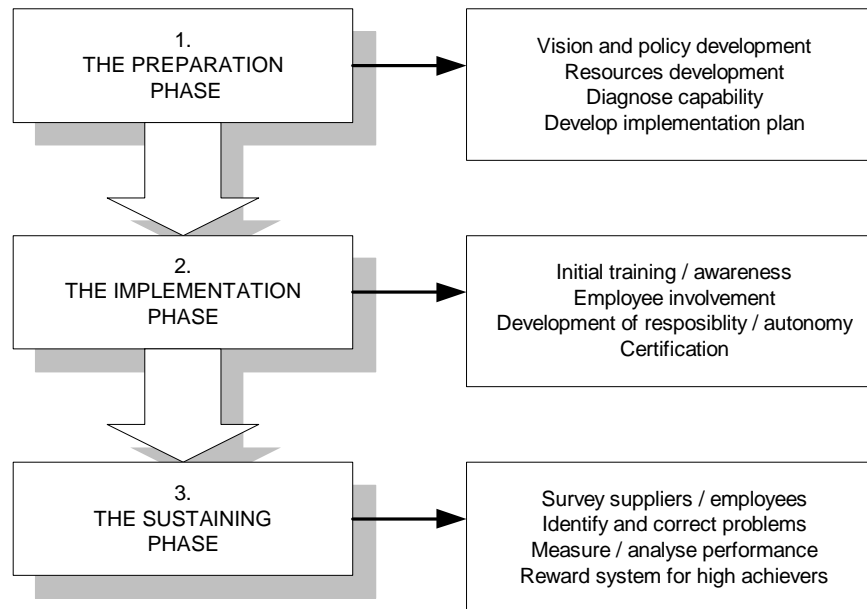 1.
THE PREPARATION
PHASE
Vision and policy development
Resources development
Diagnose capability
Develop implementation plan
2.
THE IMPLEMENTATION
PHASE
Initial training / awareness
Employee involvement
Development of resposiblity / autonomy
Certification
3.
THE SUSTAINING
PHASE
Survey suppliers / employees
Identify and correct problems
Measure / analyse performance
Reward system for high achievers